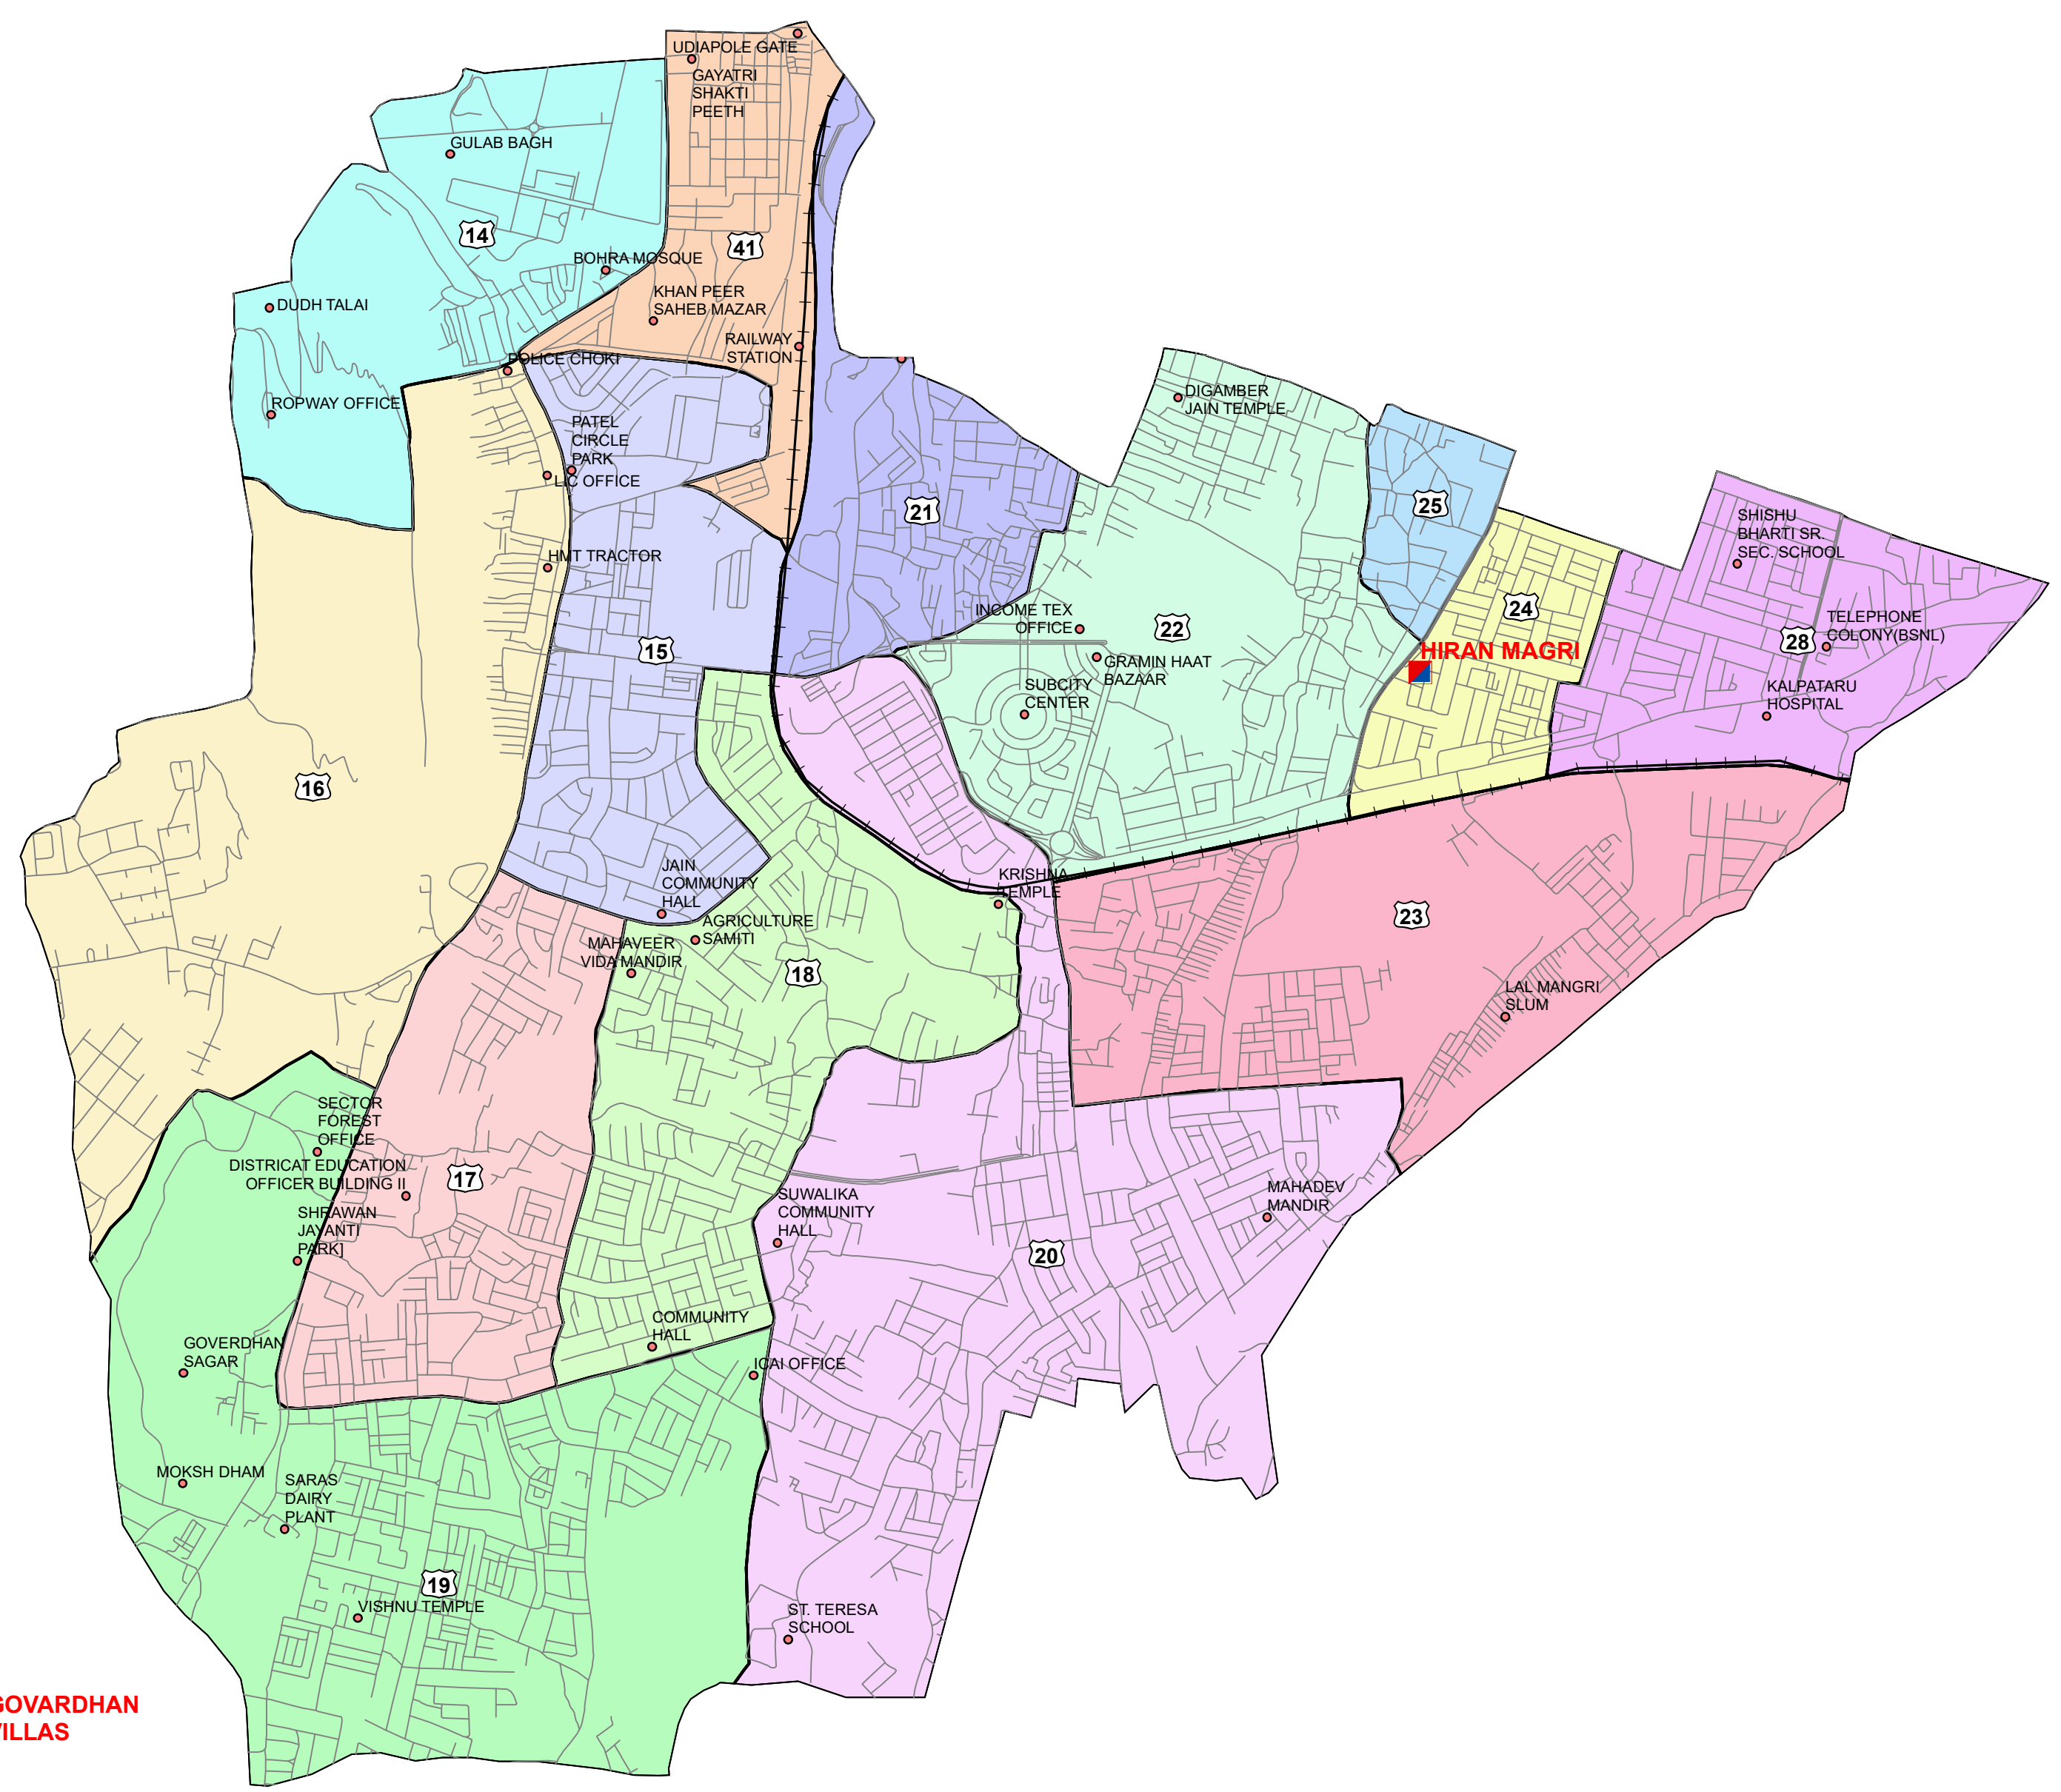 UDIAPOLE GATE
GAYATRI
SHAKTI
PEETH
GULAB BAGH
14
41
BOHRA MOSQUE
KHAN PEER
SAHEB MAZAR
DUDH TALAI
RAILWAY
STATION
POLICE CHOKI
ROPWAY OFFICE
PATEL
CIRCLE
PARK
LIC OFFICE
DIGAMBER
JAIN TEMPLE
21
25
SHISHU
BHARTI SR.
SEC. SCHOOL
HMT TRACTOR
INCOME TEX
OFFICE
22
24
TELEPHONE
COLONY(BSNL)
28
15
HIRAN MAGRI
GRAMIN HAAT
BAZAAR
SUBCITY
CENTER
KALPATARU
HOSPITAL
16
JAIN
COMMUNITY
HALL
KRISHNA
TEMPLE
23
AGRICULTURE
SAMITI
MAHAVEER
VIDA MANDIR
18
LAL MANGRI
SLUM
SECTOR
FOREST
OFFICE
DISTRICAT EDUCATION
OFFICER BUILDING II
17
SHRAWAN
JAYANTI
PARK]
SUWALIKA
COMMUNITY
HALL
MAHADEV
MANDIR
20
COMMUNITY
HALL
GOVERDHAN
SAGAR
ICAI OFFICE
MOKSH DHAM
SARAS
DAIRY
PLANT
19
VISHNU TEMPLE
ST. TERESA
SCHOOL
GOVARDHAN
VILLAS